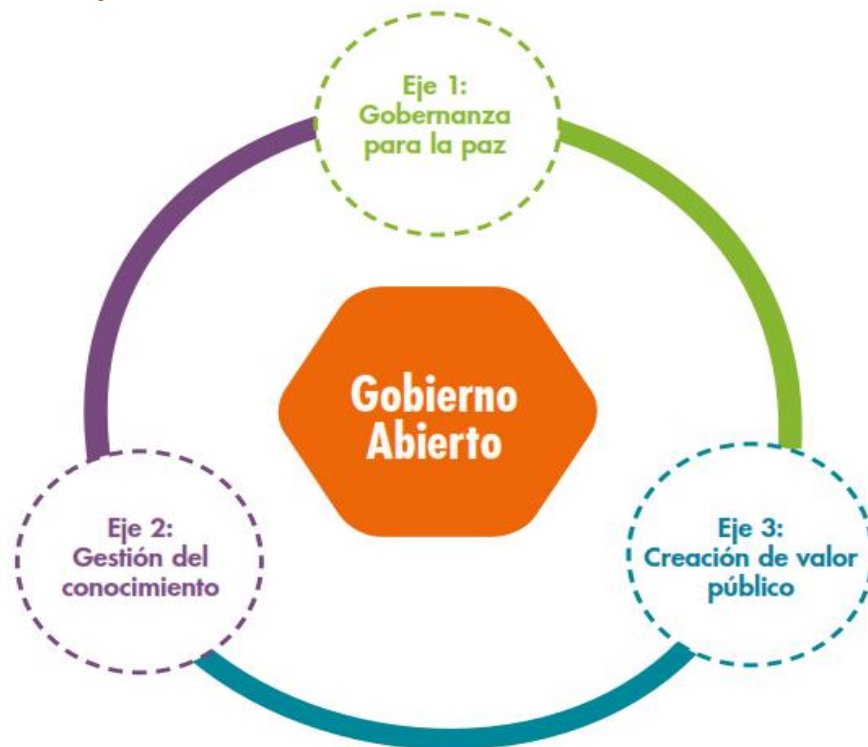 Eje 1:
Gobernanza
para la paz
Gobierno
Abierto
Eje 2:
Gestión del
conocimiento
Eje 3:
Creación de valor
público